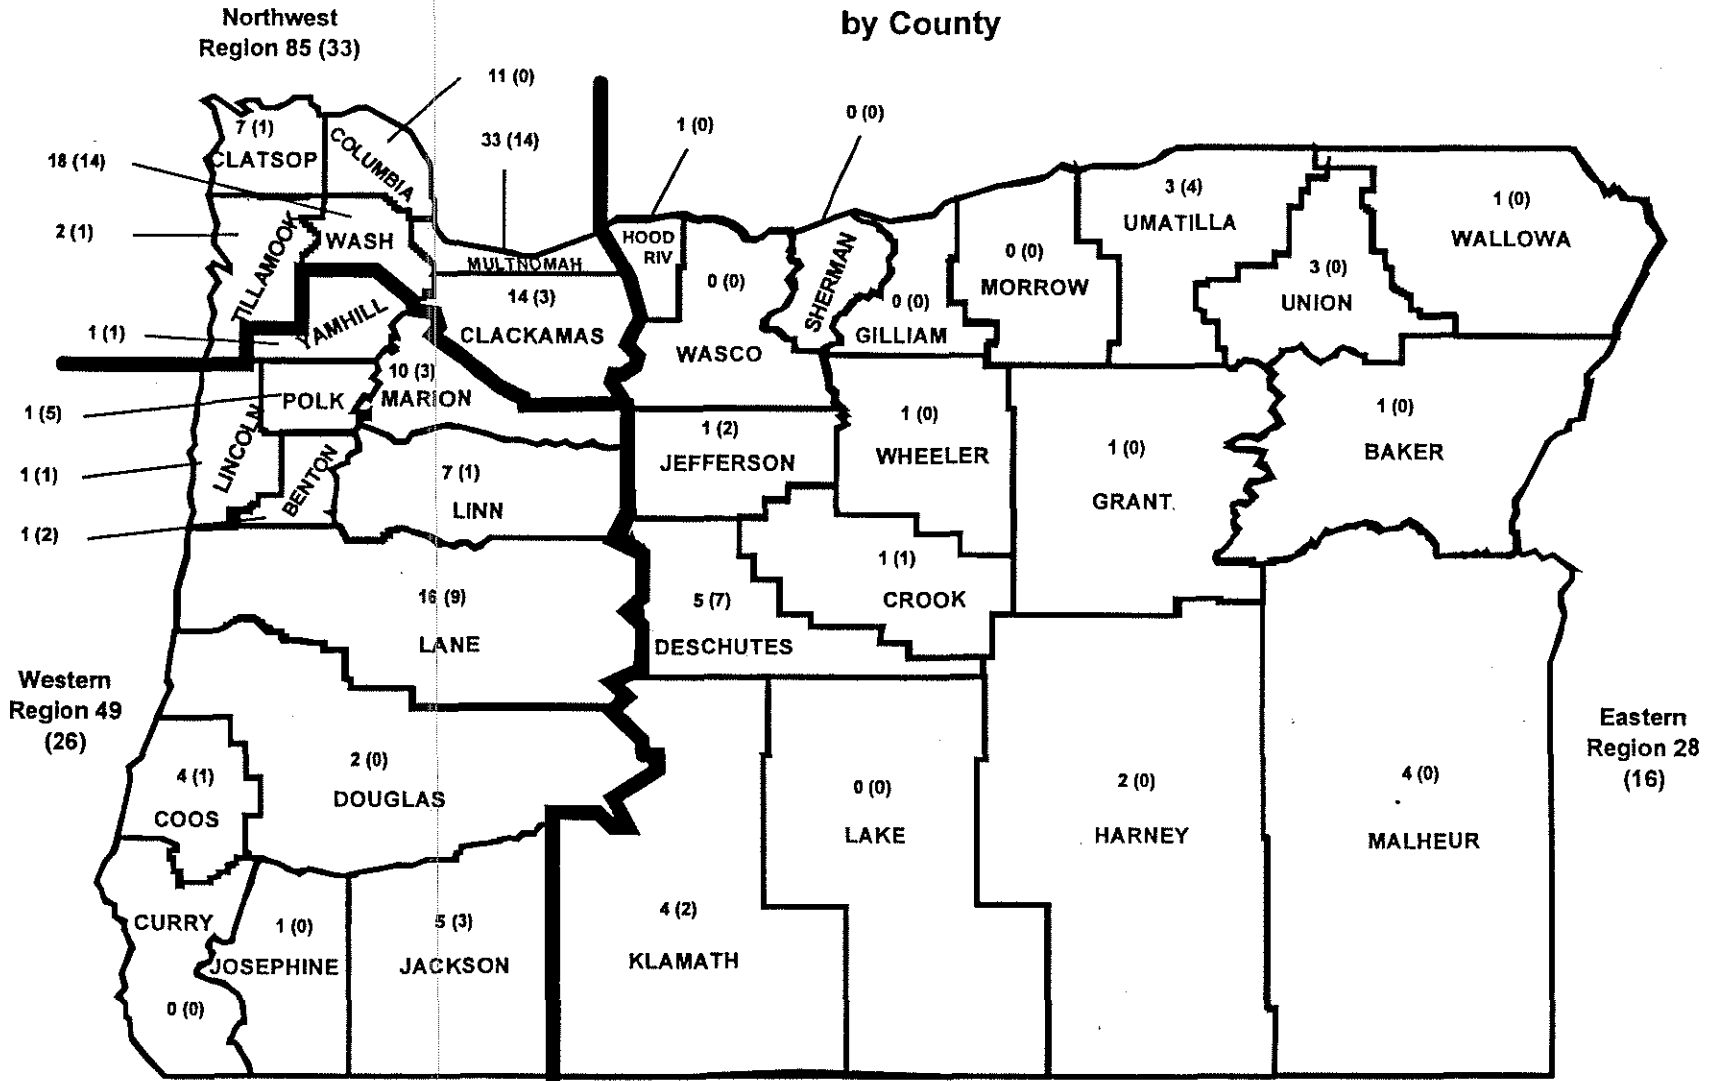 by County
Northwest
Region 85 (33)
11 (0)
7 (1)
CLATSOP
COLUMBIA
33 (14)
1 (0)
0 (0)
18 (14)
2 (1)
TILLAMOOK
WASH
MULTNOMAH
HOOD
RIV
14 (3)
CLACKAMAS
0 (0)
WASCO
SHERMAN
0 (0)
GILLIAM
0 (0)
MORROW
3 (4)
UMATILLA
3 (0)
UNION
1 (0)
WALLOWA
1 (1)
YAMHILL
10 (3)
MARION
1 (5)
POLK
1 (1)
LINCOLN
1 (2)
BENTON
7 (1)
LINN
1 (2)
JEFFERSON
1 (0)
WHEELER
1 (0)
GRANT
1 (0)
BAKER
16 (9)
LANE
5 (7)
DESCHUTES
1 (1)
CROOK
Western
Region 49
(26)
Eastern
Region 28
(16)
4 (1)
COOS
2 (0)
DOUGLAS
0 (0)
LAKE
2 (0)
HARNEY
4 (0)
MALHEUR
CURRY
0 (0)
1 (0)
JOSEPHINE
5 (3)
JACKSON
4 (2)
KLAMATH